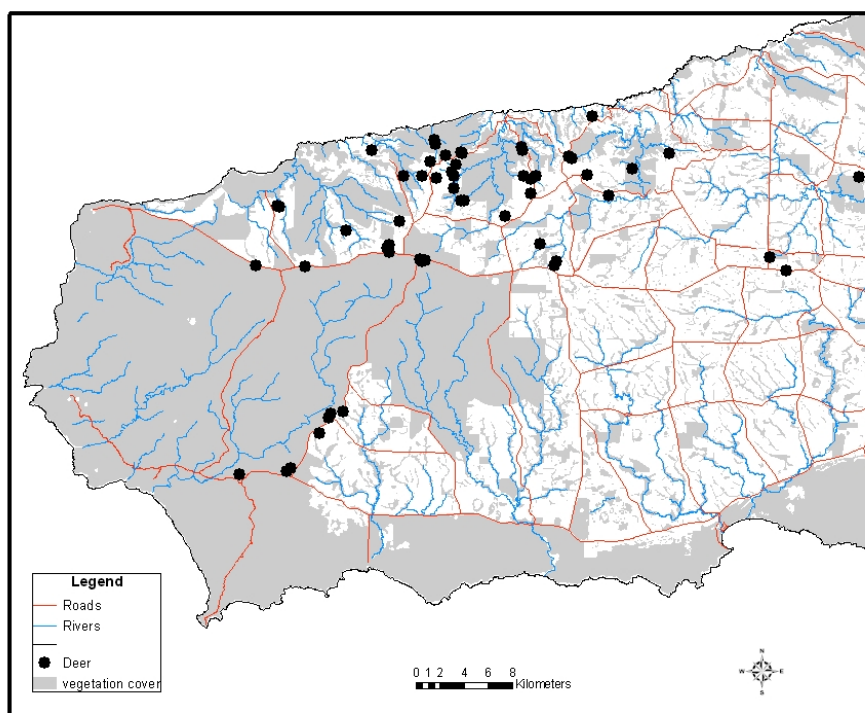 Legend
Roads
Rivers
Deer
vegetation cover
0 1 2 4 6 8
Kilometers
N
W E
S